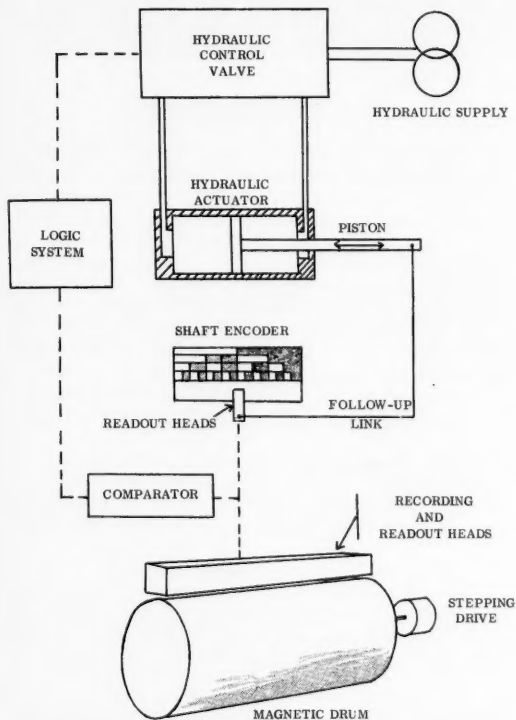 HYDRAULIC
CONTROL
VALVE
HYDRAULIC SUPPLY
HYDRAULIC
ACTUATOR
PISTON
LOGIC
SYSTEM
SHAFT ENCODER
READOUT HEADS
FOLLOW-UP
LINK
COMPARATOR
RECORDING
AND
READOUT HEADS
STEPPING
DRIVE
MAGNETIC DRUM